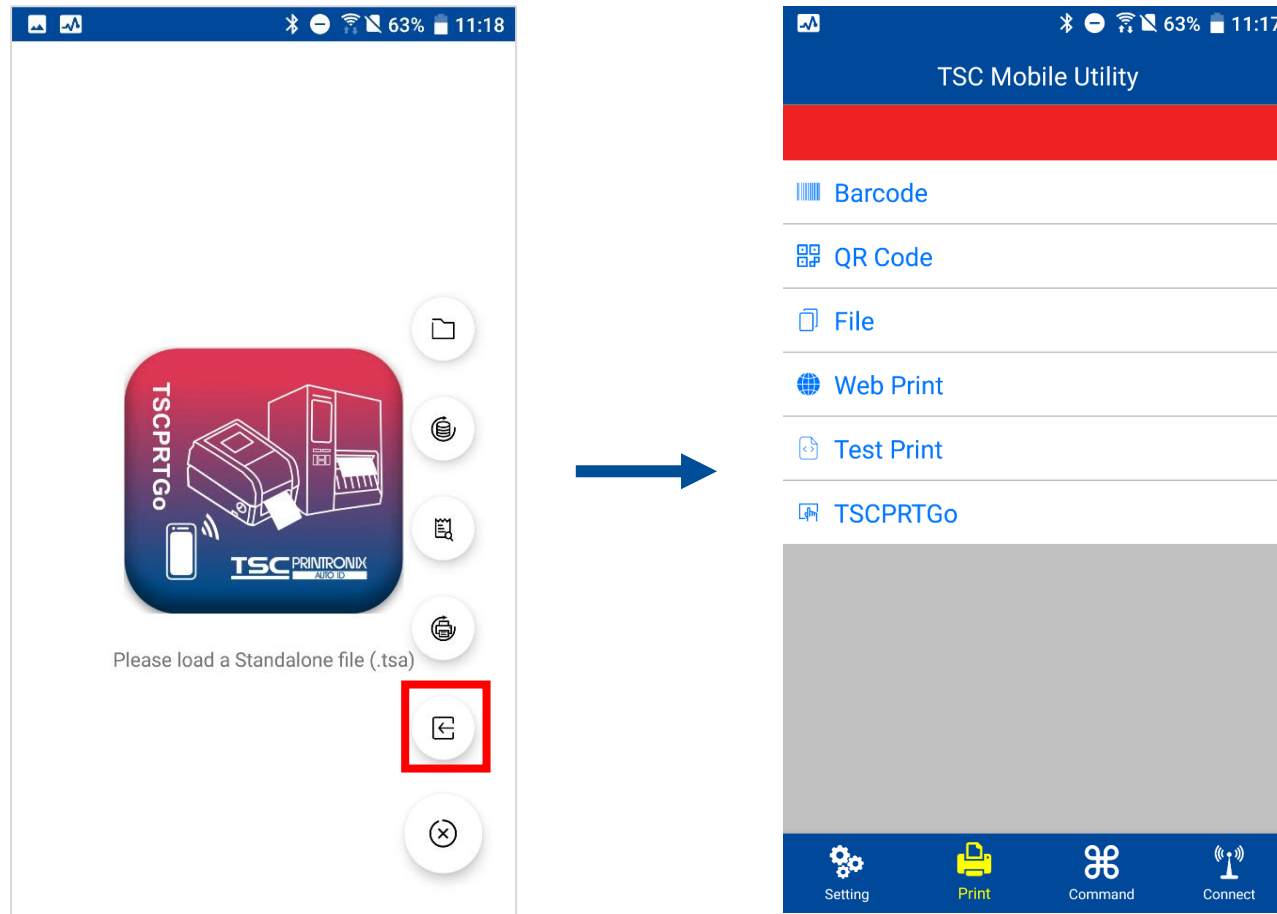 63% 11:18
TSCPRTGo
TSC PRINTRONIX
AUTO ID
Please load a Standalone file (.tsa)
63% 11:17
TSC Mobile Utility
Barcode
QR Code
File
Web Print
Test Print
TSCPRTGo
Setting Print Command Connect